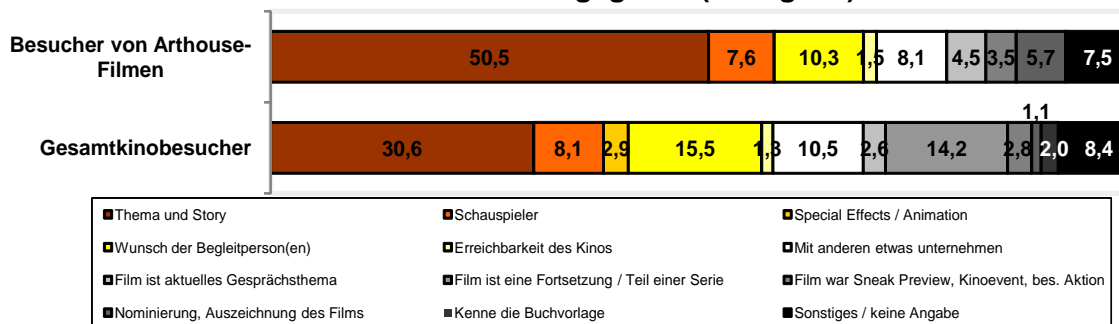 Besucher von Arthouse-
Filmen
50,5 7,6 10,3 1,5 8,1 4,5 3,5 5,7 7,5
1,1
Gesamtkinobesucher
30,6 8,1 2,9 15,5 1,3 10,5 2,6 14,2 2,8 2,0 8,4
Thema und Story Schauspieler Special Effects / Animation
Wunsch der Begleitperson(en) Erreichbarkeit des Kinos Mit anderen etwas unternehmen
Film ist aktuelles Gesprächsthema Film ist eine Fortsetzung / Teil einer Serie Film war Sneak Preview, Kinoevent, bes. Aktion
Nominierung, Auszeichnung des Films Kenne die Buchvorlage Sonstiges / keine Angabe